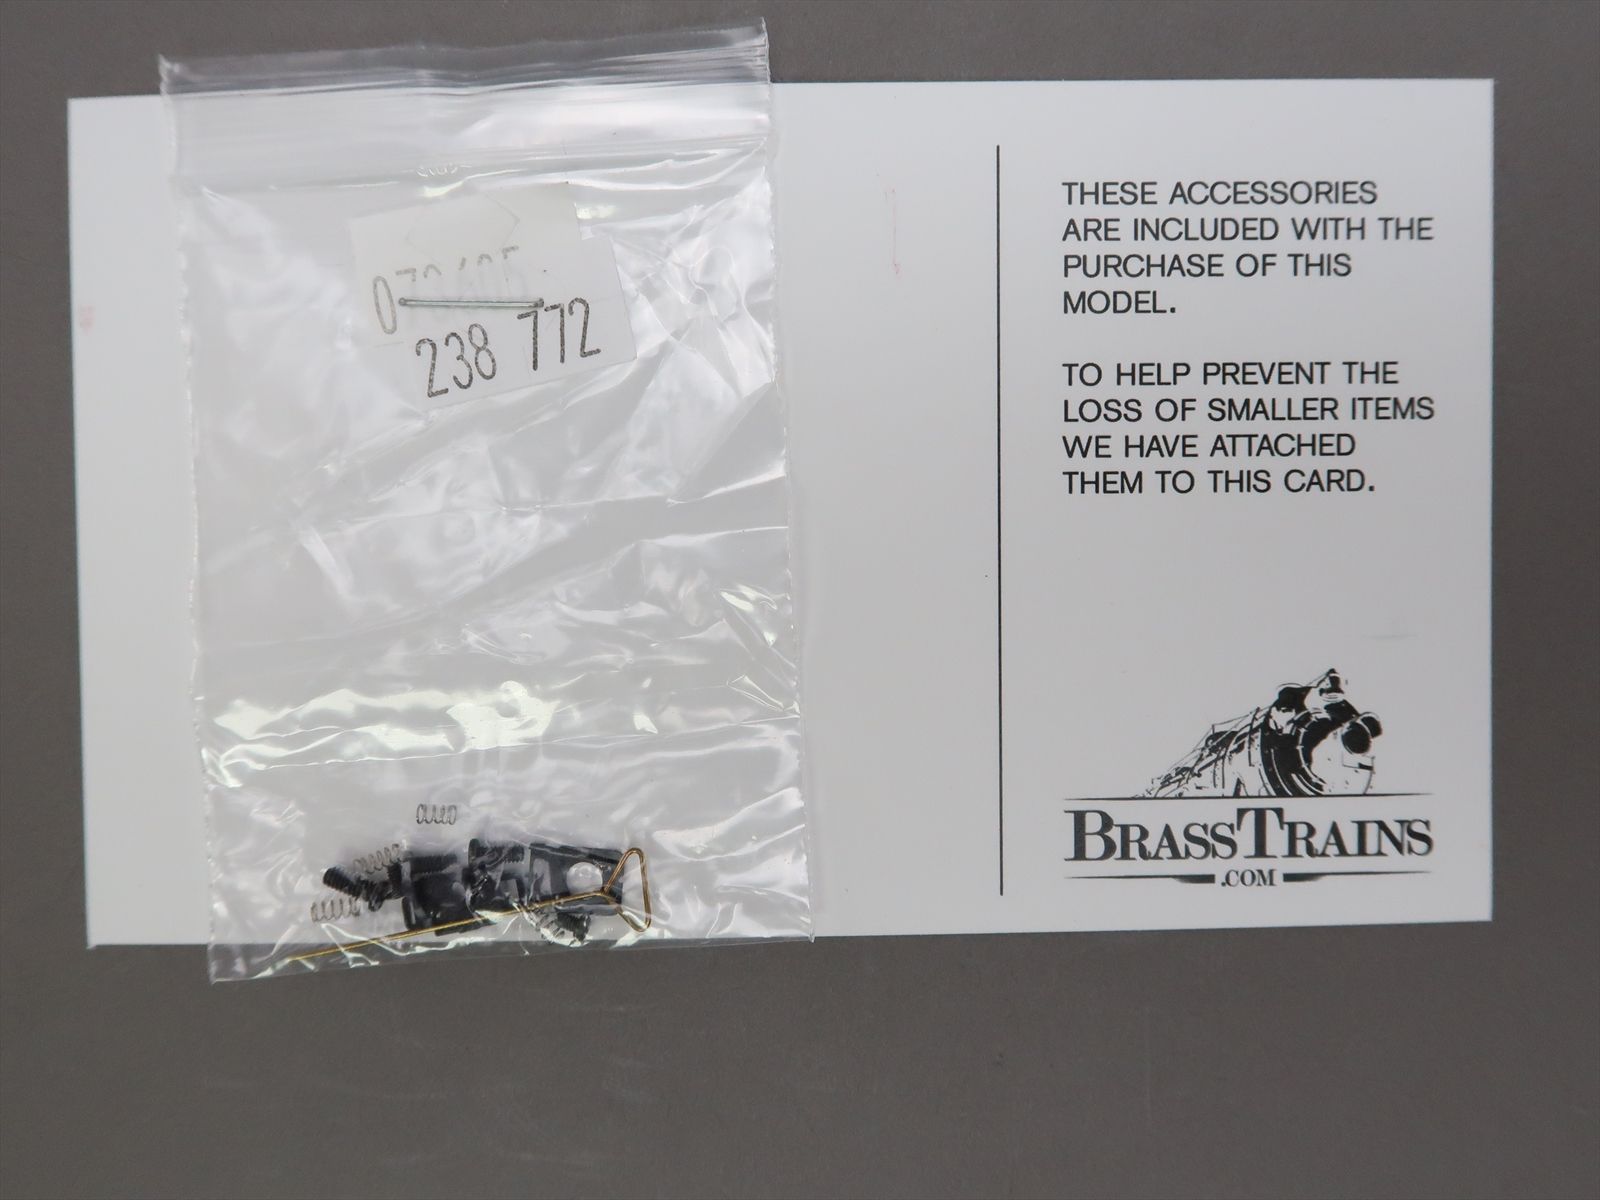 238 772
THESE ACCESSORIES
ARE INCLUDED WITH THE
PURCHASE OF THIS
MODEL.
TO HELP PREVENT THE
LOSS OF SMALLER ITEMS
WE HAVE ATTACHED
THEM TO THIS CARD.
BRASSTRAINS
.COM